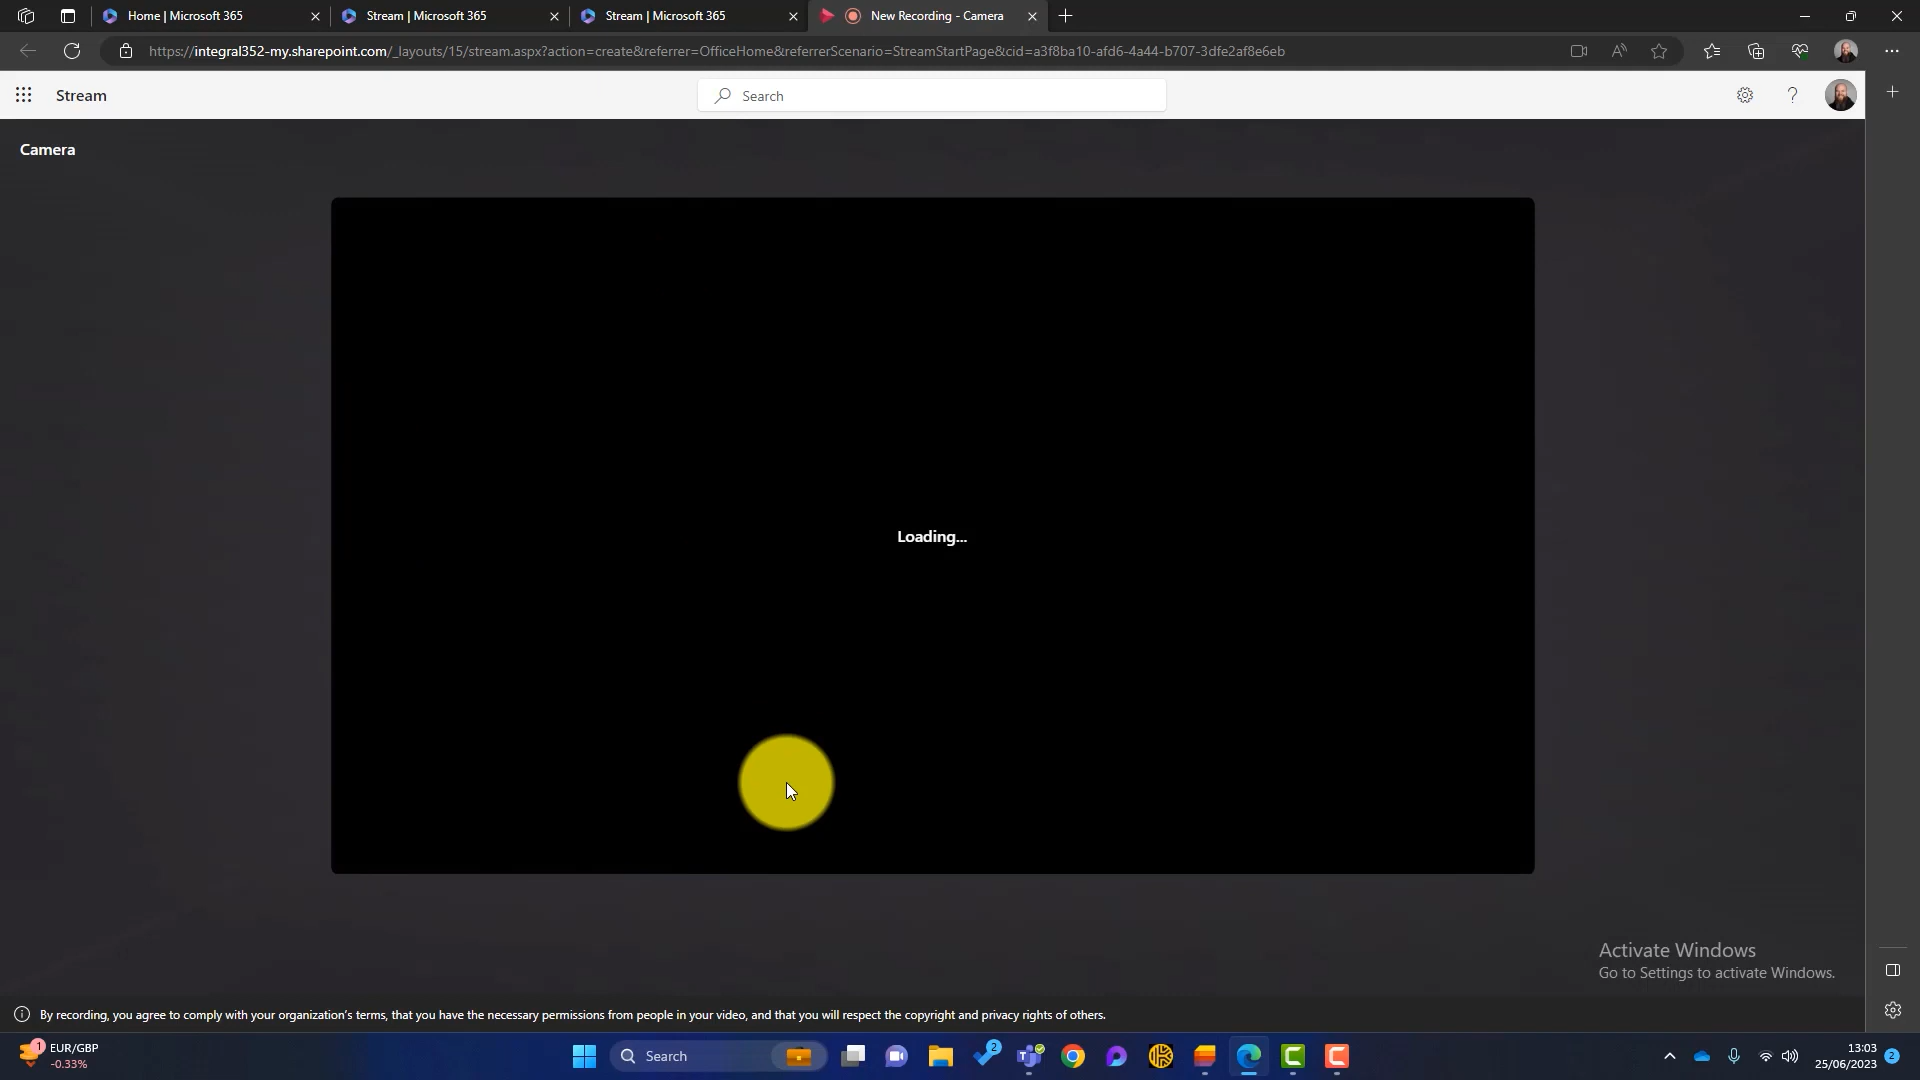 Home | Microsoft 365
Stream | Microsoft 365
Stream | Microsoft 365
New Recording - Camera
https://integral352-my.sharepoint.com/_layouts/15/stream.aspx?action=create&referrer=OfficeHome&referrerScenario=StreamStartPage&cid=a3f8ba10-afd6-4a44-b707-3dfe2af8e6eb
Stream
Search
Camera
Loading...
Activate Windows
Go to Settings to activate Windows.
By recording, you agree to comply with your organization's terms, that you have the necessary permissions from people in your video, and that you will respect the copyright and privacy rights of others.
1
EUR/GBP
-0.33%
Search
2
13:03
25/06/2023
2